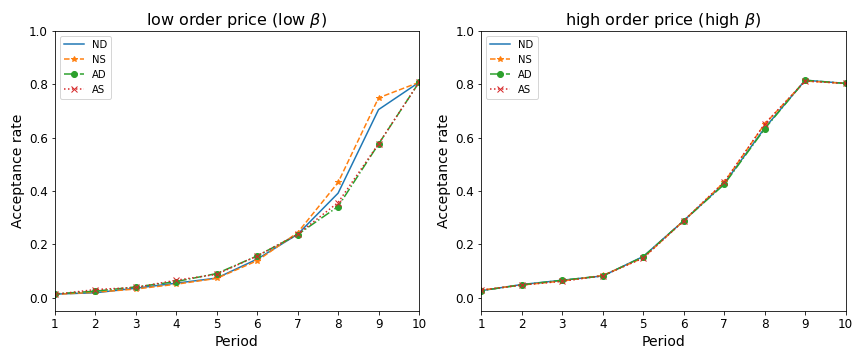 low order price (low β)
ND
NS
AD
AS
Acceptance rate
1.0
0.8
0.6
0.4
0.2
0.0
1 2 3 4 5 6 7 8 9 10
Period
high order price (high β)
ND
NS
AD
AS
Acceptance rate
1.0
0.8
0.6
0.4
0.2
0.0
1 2 3 4 5 6 7 8 9 10
Period